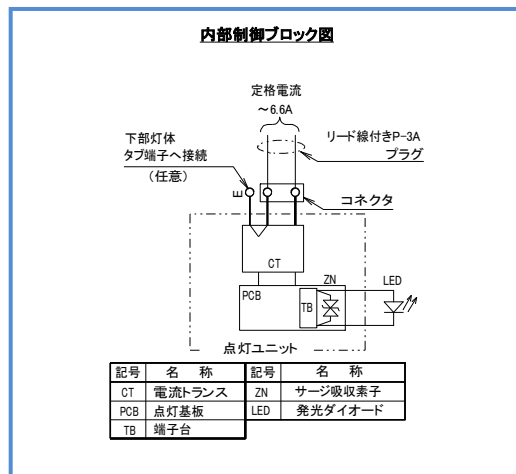 内部制御ブロック図
定格電流
～6.6A
下部灯体
タブ端子へ接続
(任意)
リード線付きP-3A
プラグ
E
コネクタ
CT
ZN
LED
PCB
TB
点灯ユニット
記号 名 称 記号 名 称
CT 電流トランス ZN サージ吸収素子
PCB 点灯基板 LED 発光ダイオード
TB 端子台